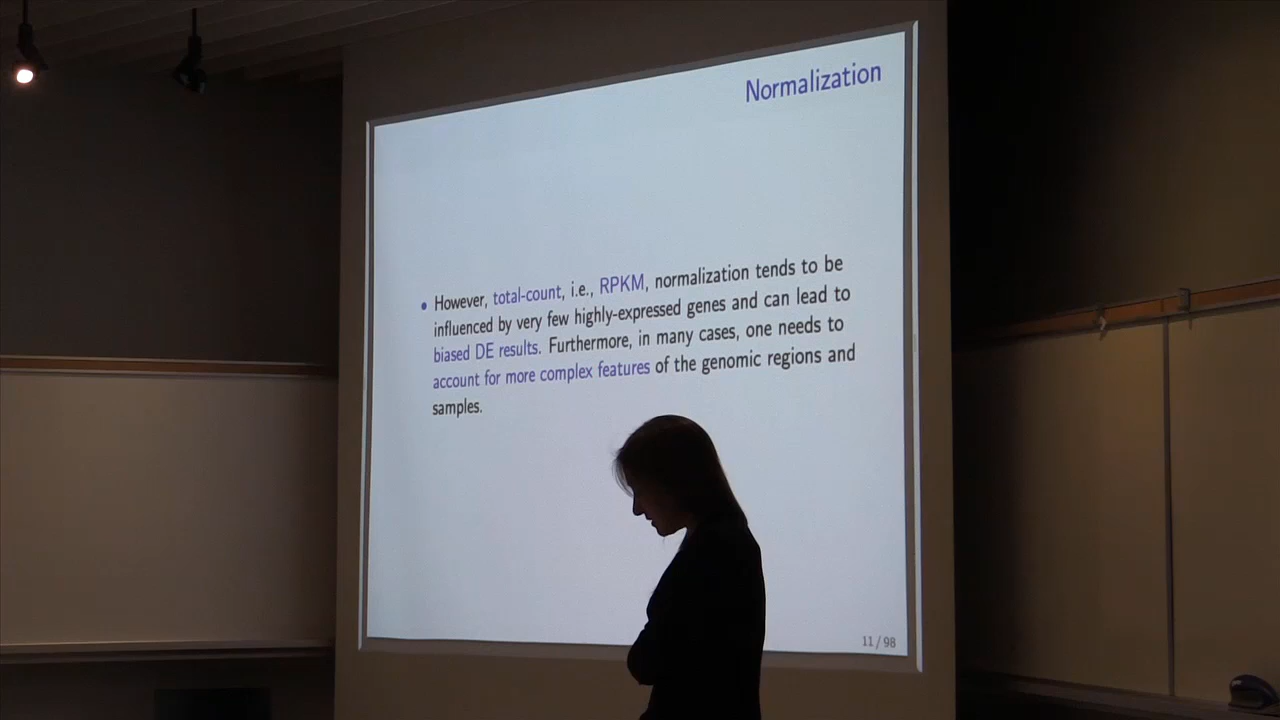 Normalization
• However, total-count, i.e., RPKM, normalization tends to be
influenced by very few highly-expressed genes and can lead to
biased DE results. Furthermore, in many cases, one needs to
account for more complex features of the genomic regions and
samples.
11 / 98